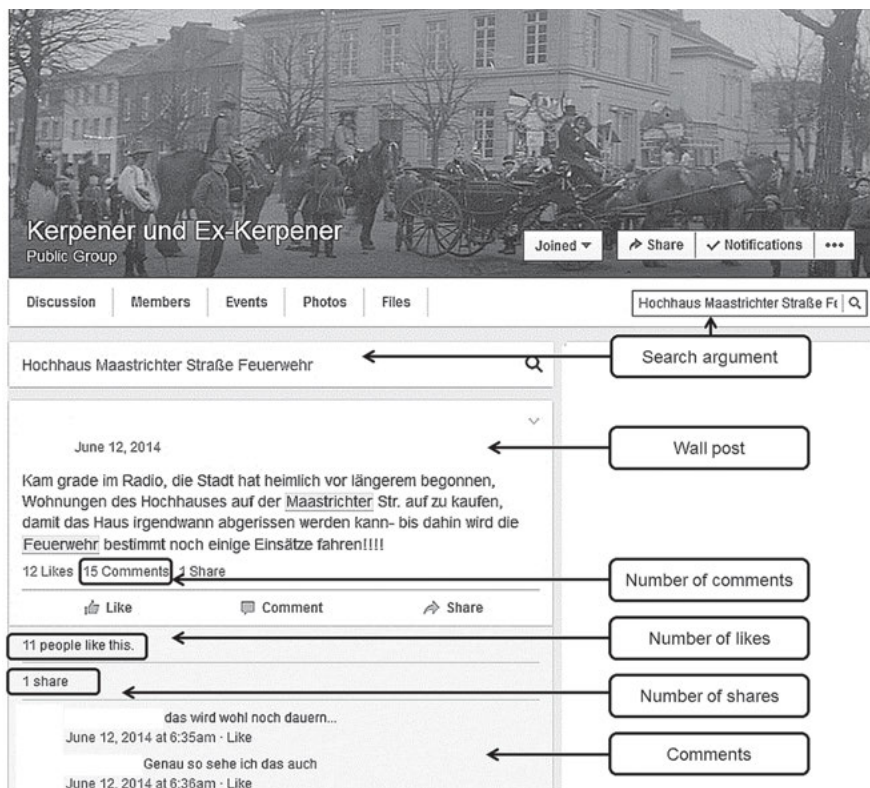 Kerpener und Ex-Kerpener
Public Group
Joined
Share
Notifications
Discussion
Members
Events
Photos
Files
Hochhaus Maastrichter Straße Fe
Search argument
Hochhaus Maastrichter Straße Feuerwehr
Wall post
June 12, 2014
Kam grade im Radio, die Stadt hat heimlich vor längerem begonnen,
Wohnungen des Hochhauses auf der Maastrichter Str. auf zu kaufen,
damit das Haus irgendwann abgerissen werden kann- bis dahin wird die
Feuerwehr bestimmt noch einige Einsätze fahren!!!!
12 Likes 15 Comments 1 Share
Number of comments
Like
Comment
Share
11 people like this.
Number of likes
1 share
Number of shares
das wird wohl noch dauern...
June 12, 2014 at 6:35am · Like
Comments
Genau so sehe ich das auch
June 12, 2014 at 6:36am · Like